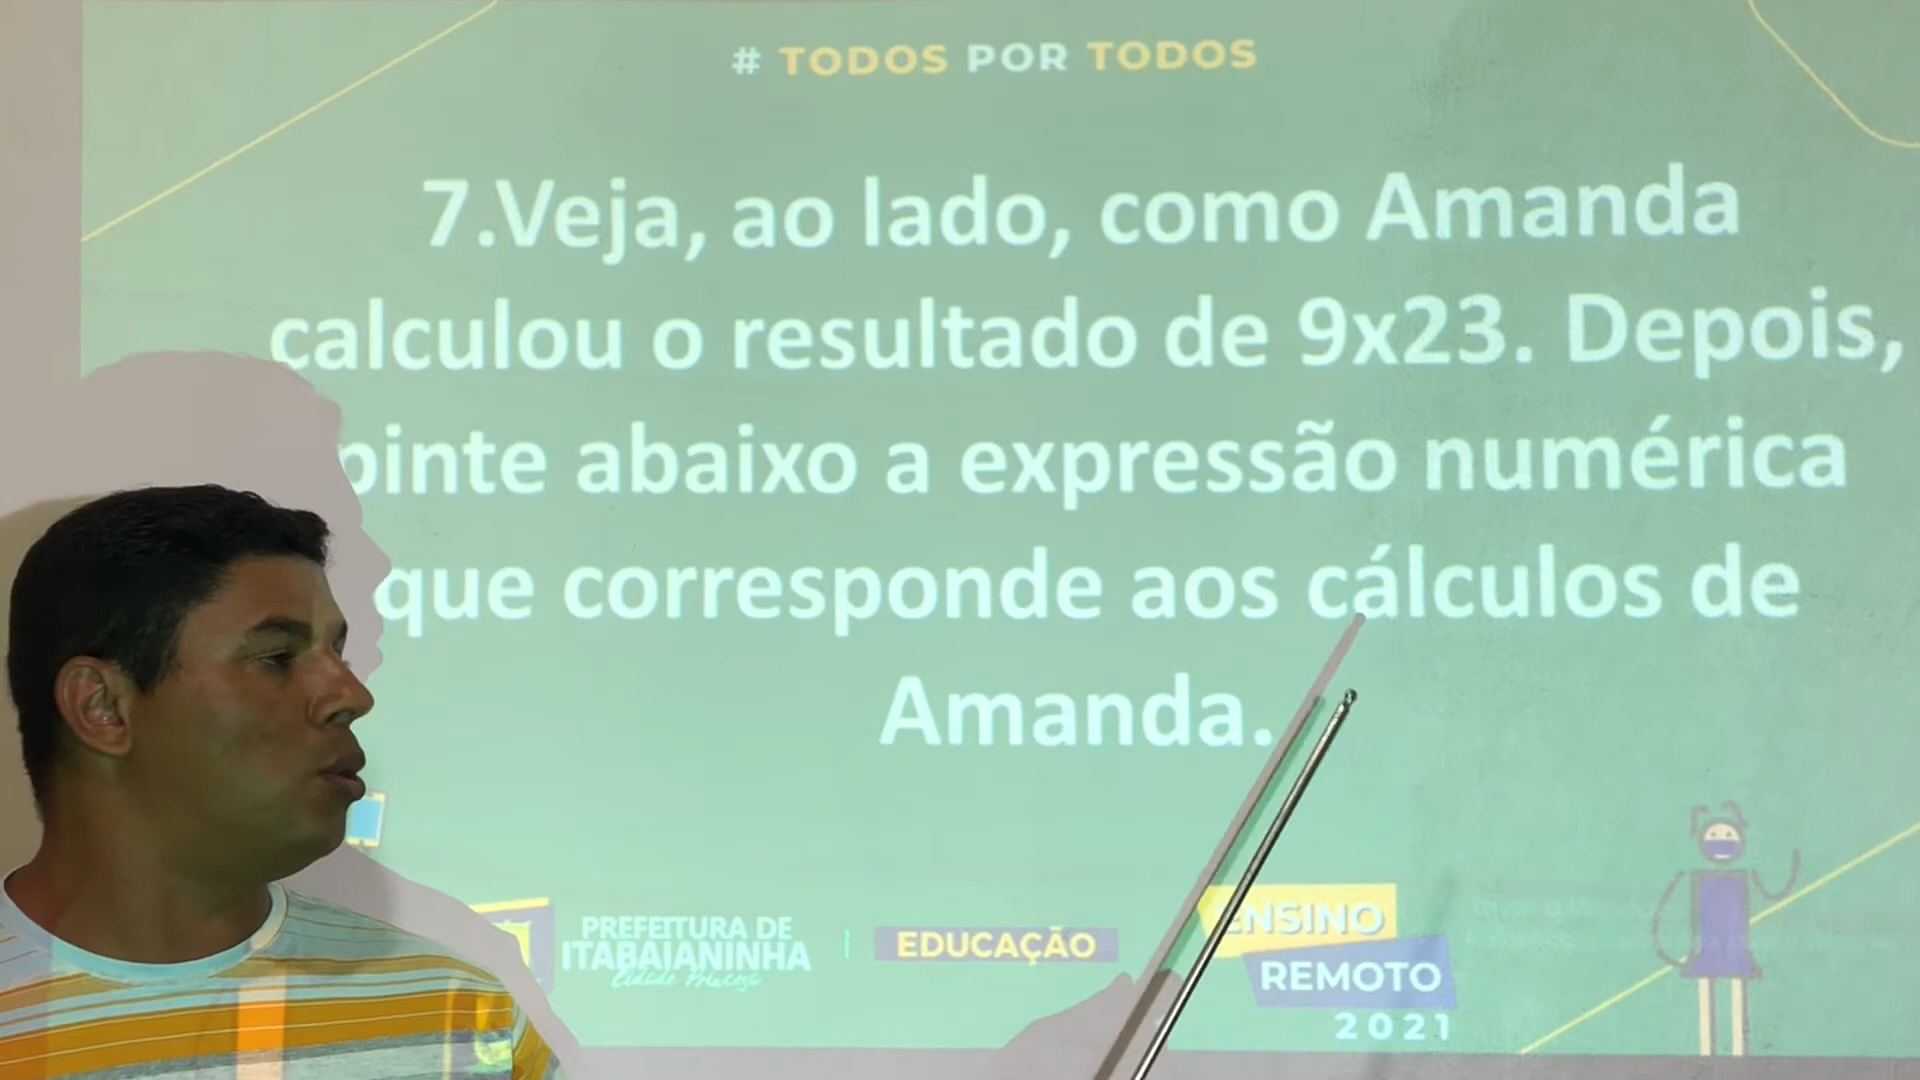 # TODOS POR TODOS
7.Veja, ao lado, como Amanda
calculou o resultado de 9x23. Depois,
pinte abaixo a expressão numérica
que corresponde aos cálculos de
Amanda.
PREFEITURA DE
ITABAIANINHA
EDUCAÇÃO
ENSINO
REMOTO
2021